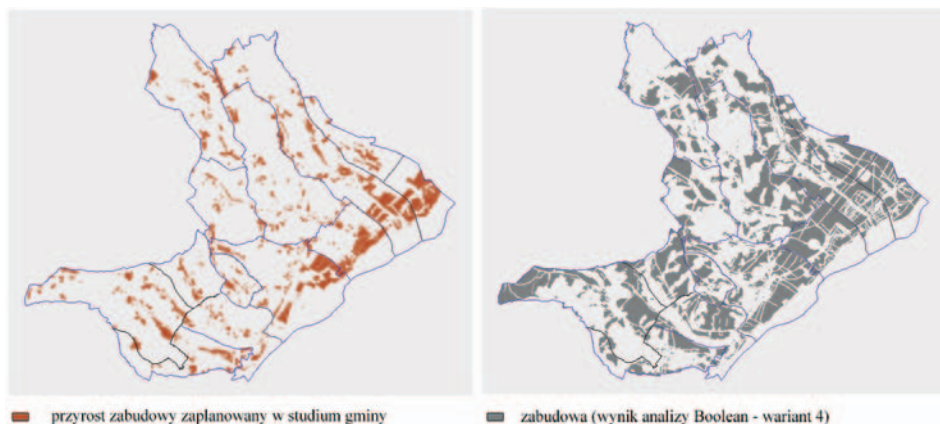 przyrost zabudowy zaplanowany w studium gminy
zabudowa (wynik analizy Boolean - wariant 4)